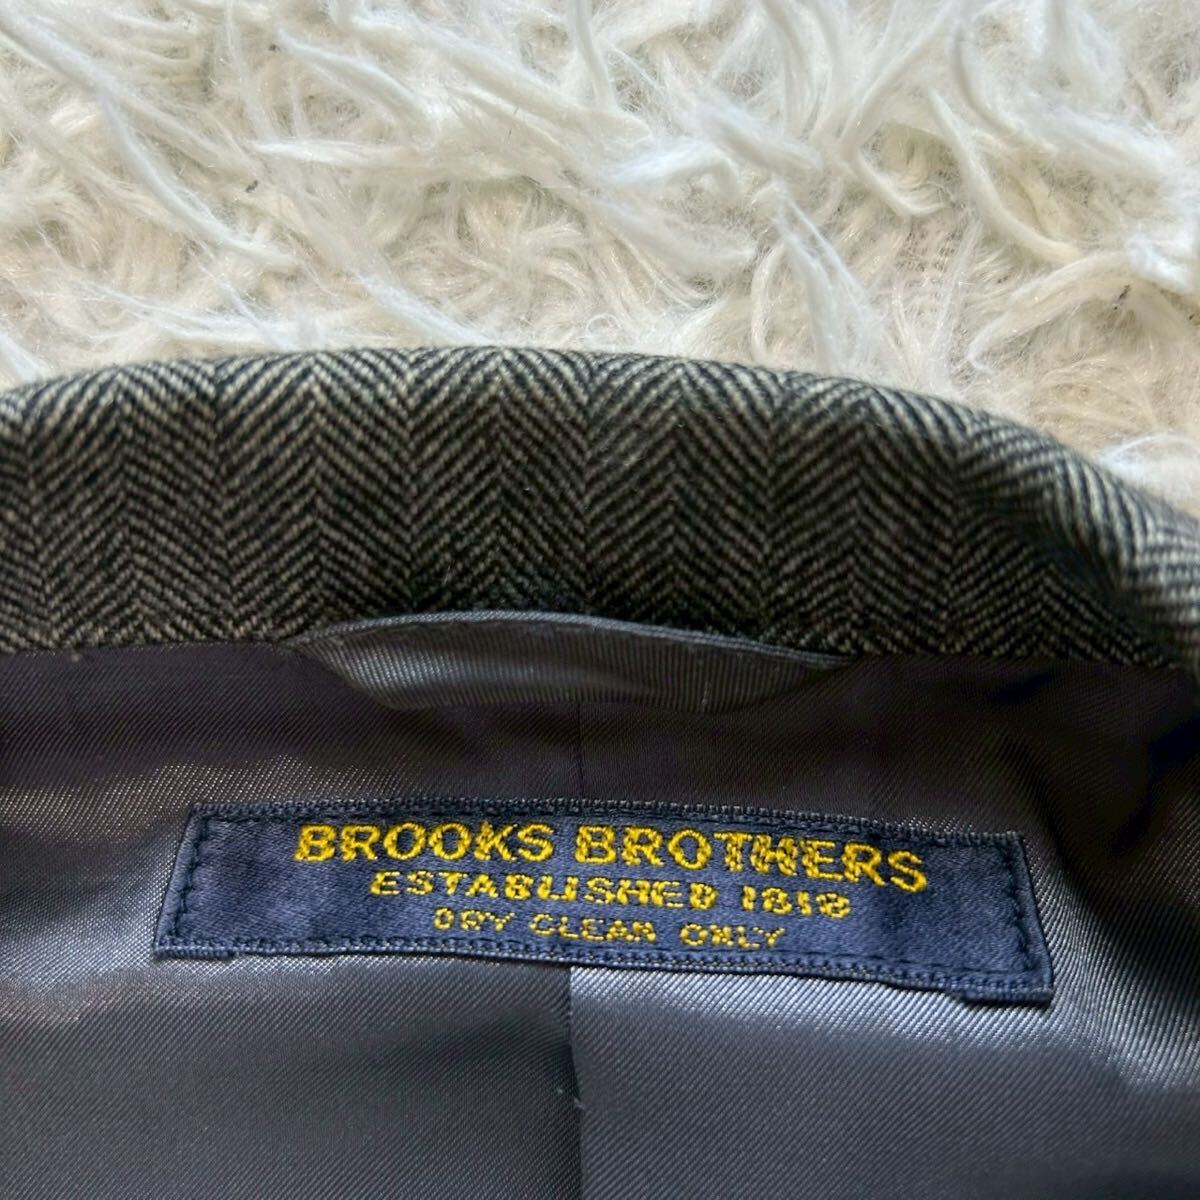 BROOKS BROTHERS
ESTABLISHED 1818
DRY CLEAN ONLY